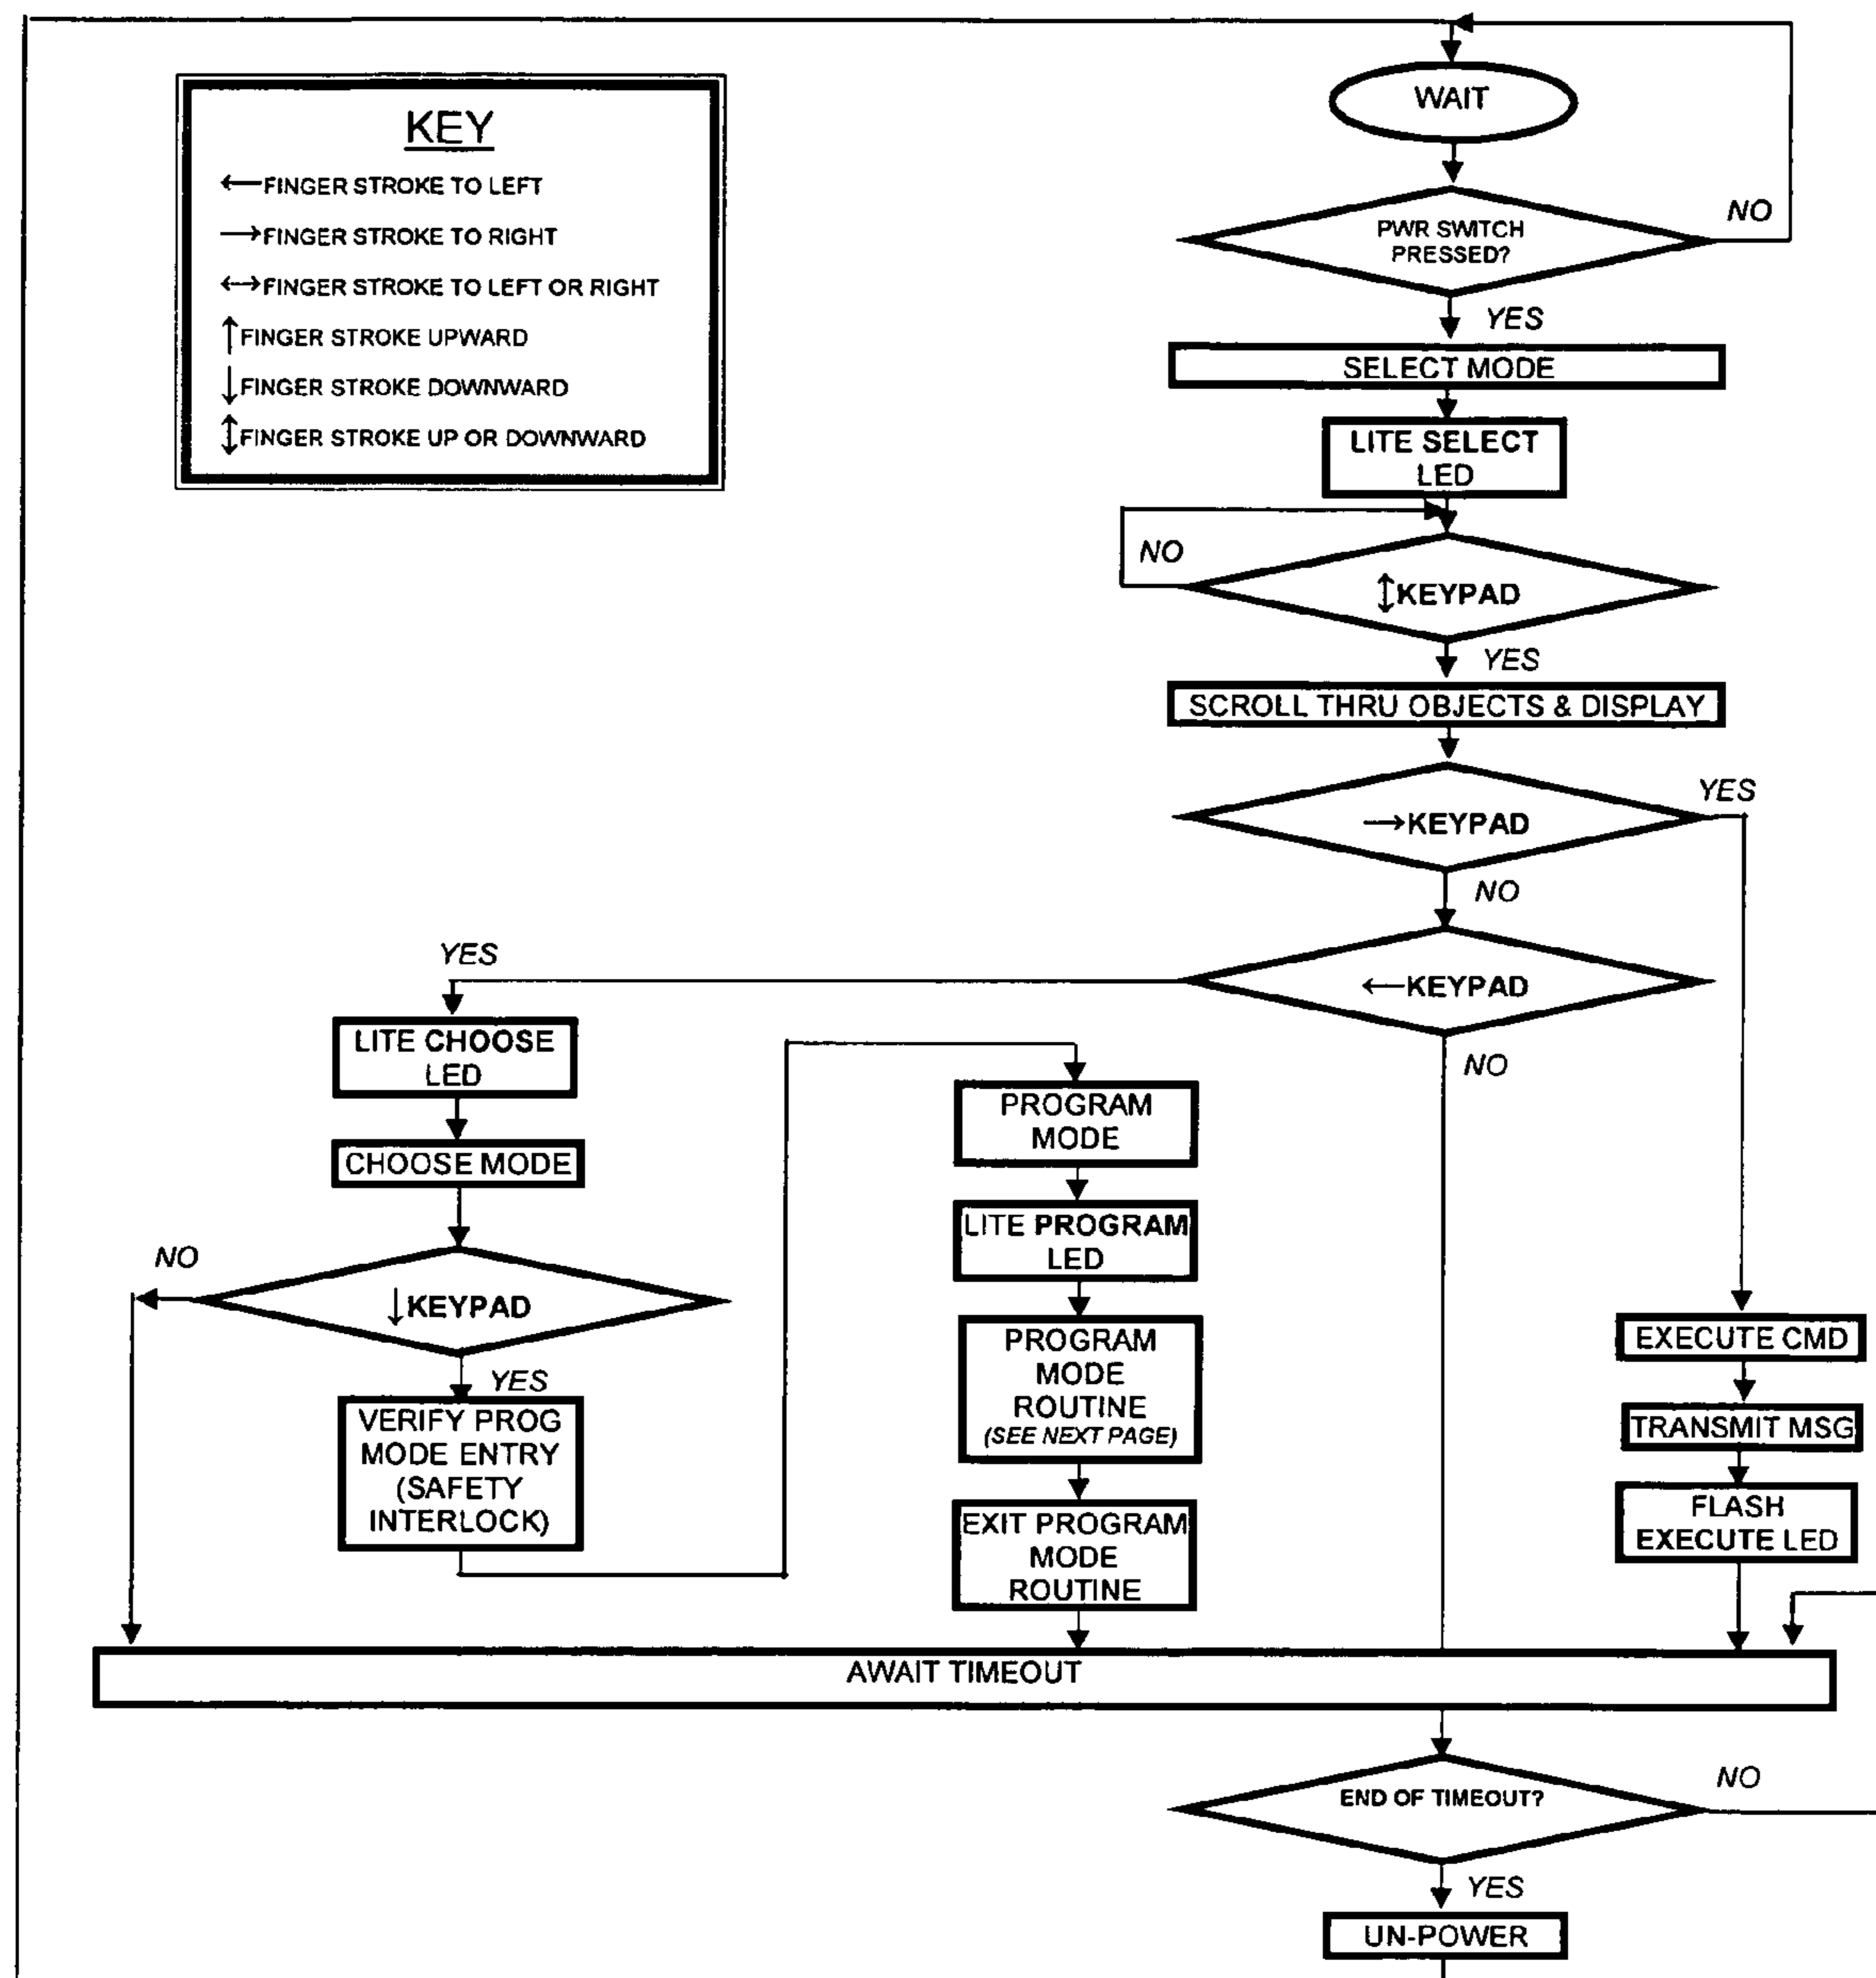 KEY
←FINGER STROKE TO LEFT
→FINGER STROKE TO RIGHT
↔FINGER STROKE TO LEFT OR RIGHT
↑FINGER STROKE UPWARD
↓FINGER STROKE DOWNWARD
↕FINGER STROKE UP OR DOWNWARD
WAIT
PWR SWITCH
PRESSED?
NO
YES
SELECT MODE
LITE SELECT
LED
NO
↕KEYPAD
YES
SCROLL THRU OBJECTS & DISPLAY
→KEYPAD
YES
NO
←KEYPAD
YES
NO
LITE CHOOSE
LED
CHOOSE MODE
↓KEYPAD
NO
YES
VERIFY PROG
MODE ENTRY
(SAFETY
INTERLOCK)
PROGRAM
MODE
LITE PROGRAM
LED
PROGRAM
MODE
ROUTINE
(SEE NEXT PAGE)
EXIT PROGRAM
MODE
ROUTINE
EXECUTE CMD
TRANSMIT MSG
FLASH
EXECUTE LED
AWAIT TIMEOUT
END OF TIMEOUT?
NO
YES
UN-POWER